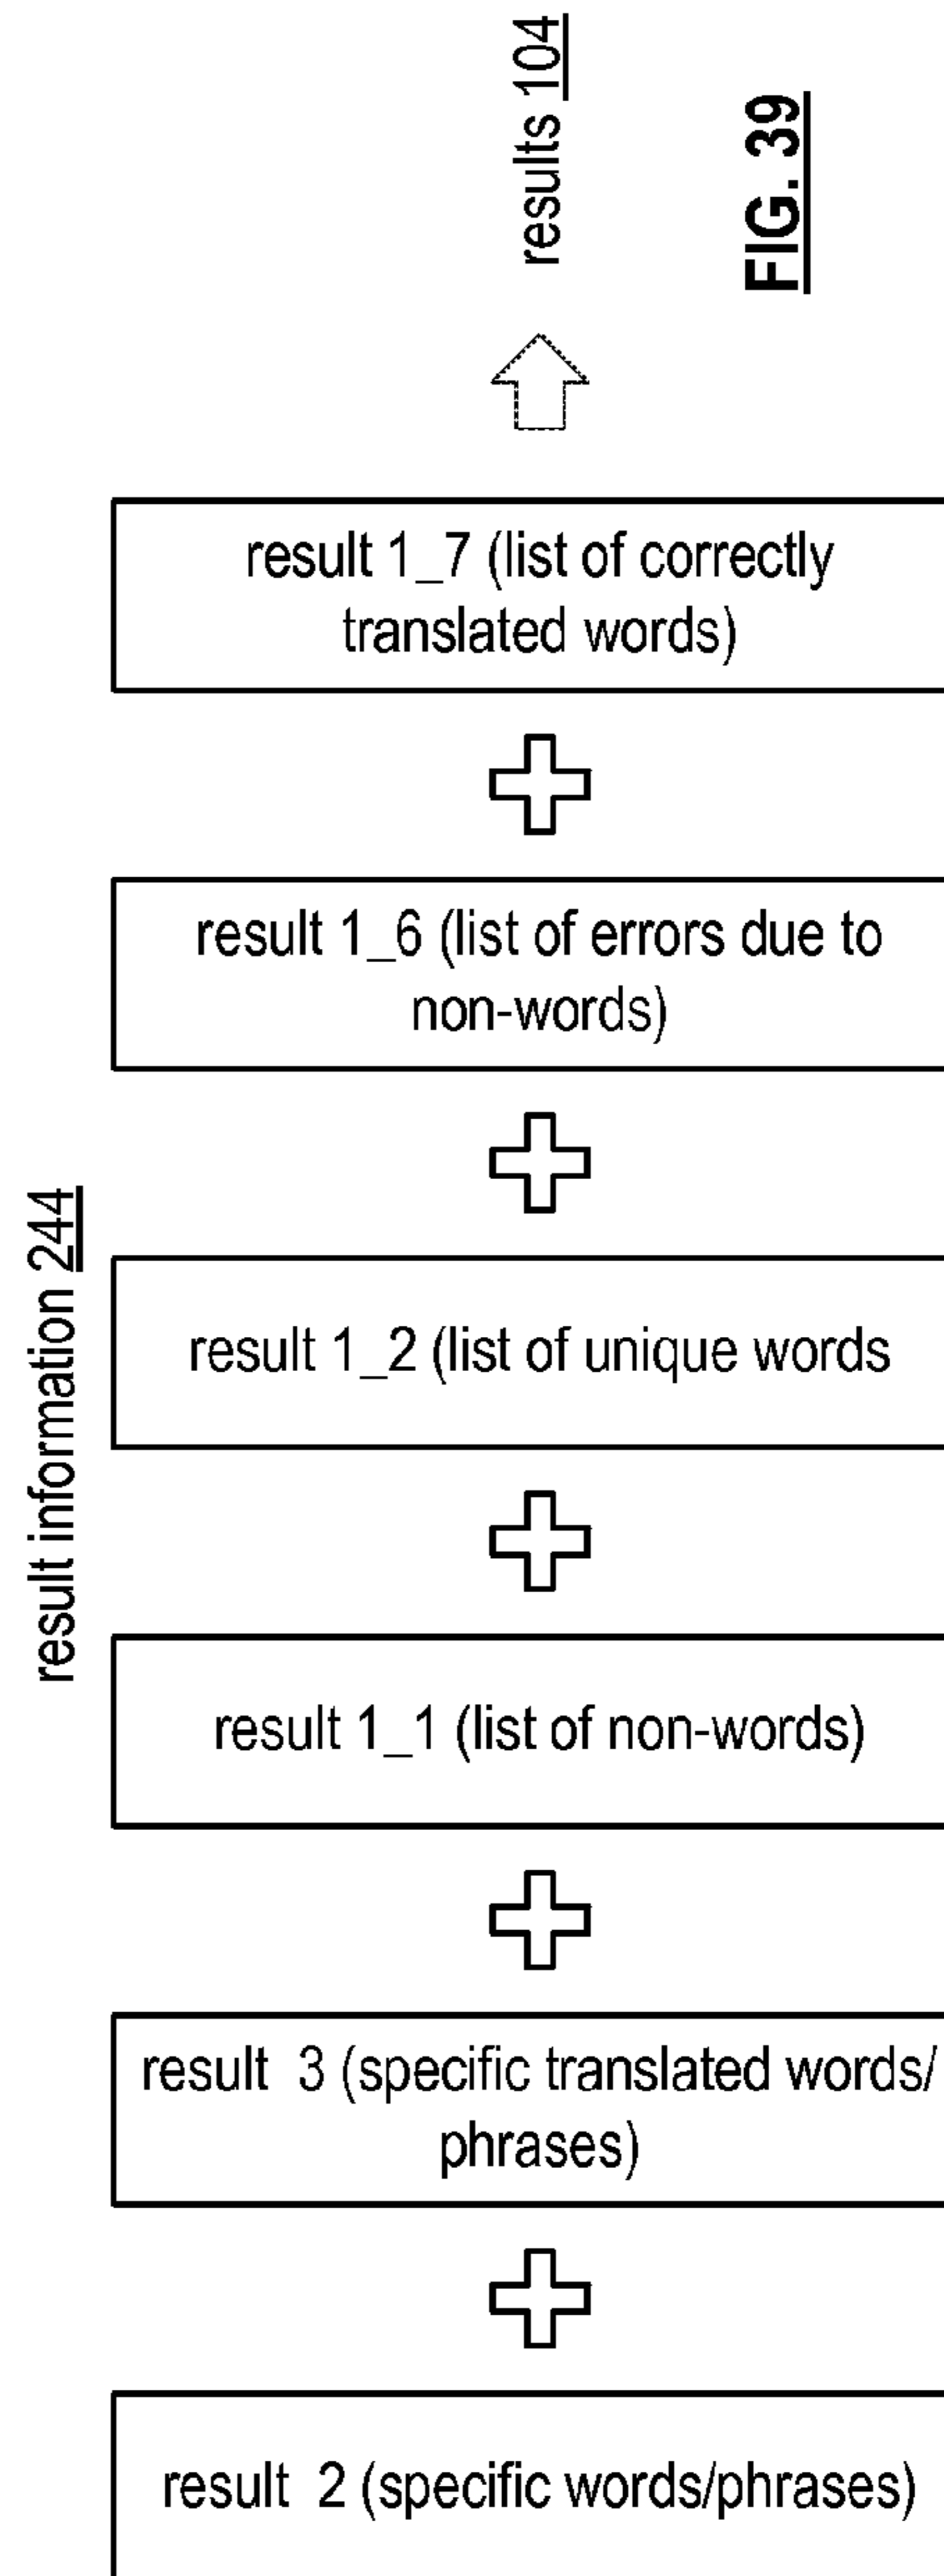 results 104
FIG. 39
result 1_7 (list of correctly
translated words)
result 1_6 (list of errors due to
non-words)
result information 244
result 1_2 (list of unique words
result 1_1 (list of non-words)
result 3 (specific translated words/
phrases)
result 2 (specific words/phrases)